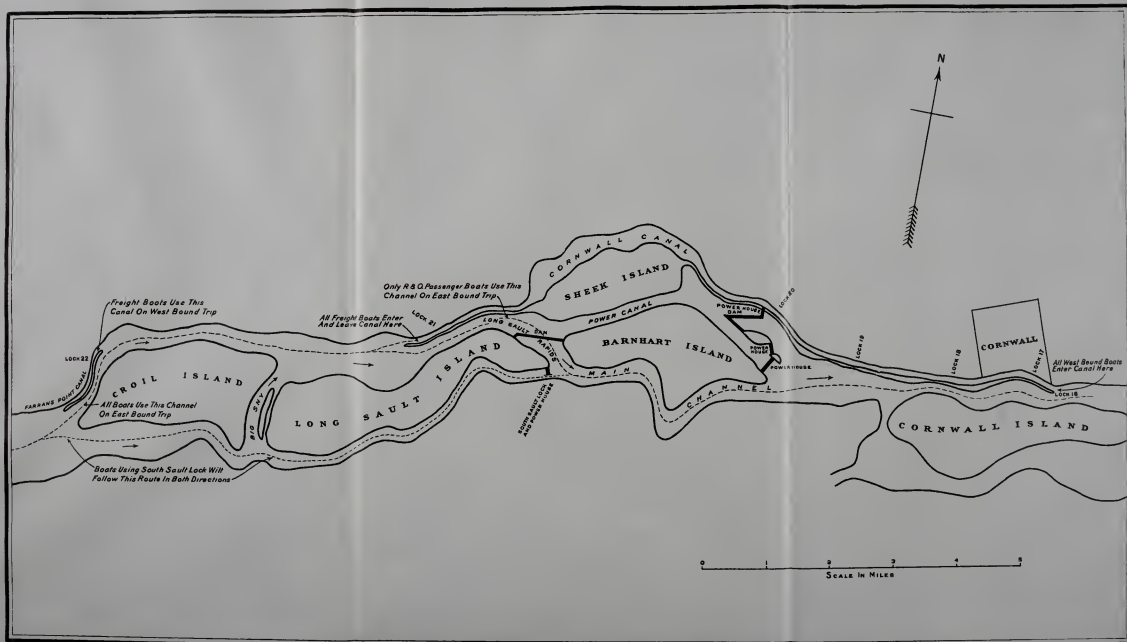 N
CORNWALL CANAL
SHEEK ISLAND
Only R & O Passenger Boats Use This
Channel On East Bound Trip
Freight Boats Use This
Canal On West Bound Trip
LOCK 21
All Freight Boats Enter
And Leave Canal Here
LONG SAULT DAM
RAPIDS
POWER CANAL
POWER HOUSE
DAM
LOCK 20
BARNHART ISLAND
POWER
HOUSE
POWER HOUSE
LOCK 19
LOCK 18
CORNWALL
LOCK 17
All West Bound Boats
Enter Canal Here
LOCK 16
LOCK 22
FARRANS POINT CANAL
CROIL ISLAND
All Boats Use This Channel
On East Bound Trip
BIG SNY
LONG SAULT ISLAND
SOUTH SAULT LOCK
AND POWER HOUSE
MAIN CHANNEL
CORNWALL ISLAND
Boats Using South Sault Lock Will
Follow This Route In Both Directions
0 1 2 3 4 5
SCALE IN MILES